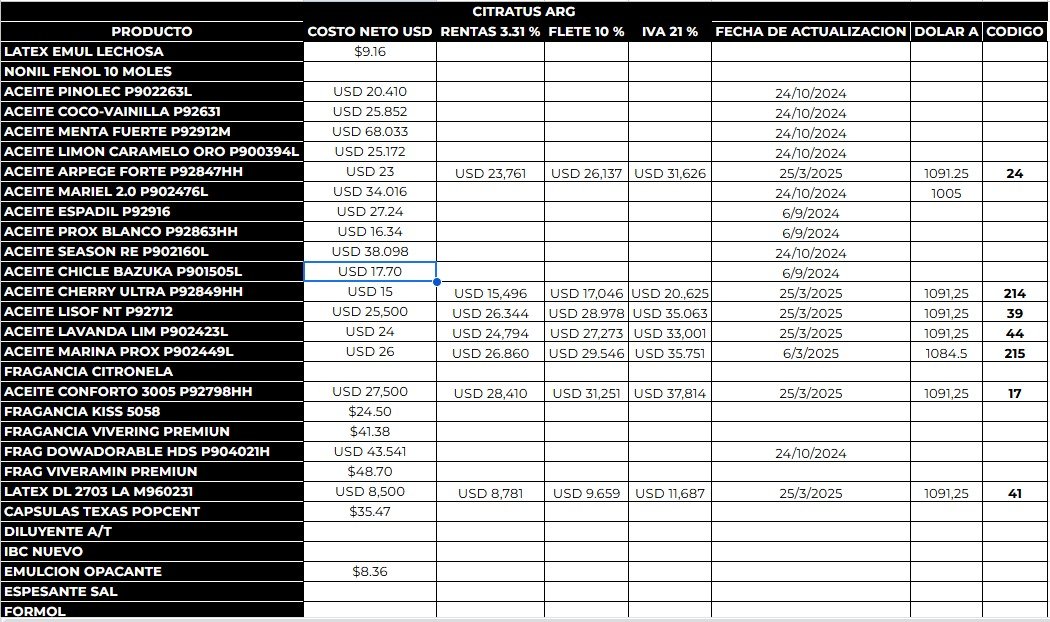 CITRATUS ARG
PRODUCTO COSTO NETO USD RENTAS 3.31 % FLETE 10 % IVA 21 % FECHA DE ACTUALIZACION DOLAR A CODIGO
LATEX EMUL LECHOSA $9.16
NONIL FENOL 10 MOLES
ACEITE PINOLEC P902263L USD 20.410 24/10/2024
ACEITE COCO-VAINILLA P92631 USD 25.852 24/10/2024
ACEITE MENTA FUERTE P92912M USD 68.033 24/10/2024
ACEITE LIMON CARAMELO ORO P900394L USD 25.172 24/10/2024
ACEITE ARPEGE FORTE P92847HH USD 23 USD 23,761 USD 26,137 USD 31,626 25/3/2025 1091.25 24
ACEITE MARIEL 2.0 P902476L USD 34.016 24/10/2024 1005
ACEITE ESPADIL P92916 USD 27.24 6/9/2024
ACEITE PROX BLANCO P92863HH USD 16.34 6/9/2024
ACEITE SEASON RE P902160L USD 38.098 24/10/2024
ACEITE CHICLE BAZUKA P901505L USD 17.70 6/9/2024
ACEITE CHERRY ULTRA P92849HH USD 15 USD 15,496 USD 17,046 USD 20.,625 25/3/2025 1091,25 214
ACEITE LISOF NT P92712 USD 25,500 USD 26.344 USD 28.978 USD 35.063 25/3/2025 1091,25 39
ACEITE LAVANDA LIM P902423L USD 24 USD 24,794 USD 27,273 USD 33,001 25/3/2025 1091,25 44
ACEITE MARINA PROX P902449L USD 26 USD 26.860 USD 29.546 USD 35.751 6/3/2025 1084.5 215
FRAGANCIA CITRONELA
ACEITE CONFORTO 3005 P92798HH USD 27,500 USD 28,410 USD 31,251 USD 37,814 25/3/2025 1091,25 17
FRAGANCIA KISS 5058 $24.50
FRAGANCIA VIVERING PREMIUN $41.38
FRAG DOWADORABLE HDS P904021H USD 43.541 24/10/2024
FRAG VIVERAMIN PREMIUN $48.70
LATEX DL 2703 LA M960231 USD 8,500 USD 8,781 USD 9.659 USD 11,687 25/3/2025 1091,25 41
CAPSULAS TEXAS POPCENT $35.47
DILUYENTE A/T
IBC NUEVO
EMULCION OPACANTE $8.36
ESPESANTE SAL
FORMOL